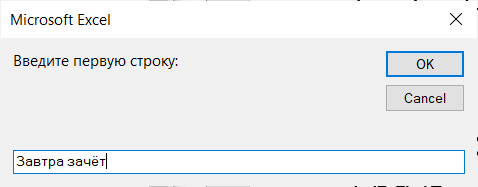 Microsoft Excel
Введите первую строку:
OK
Cancel
Завтра зачёт